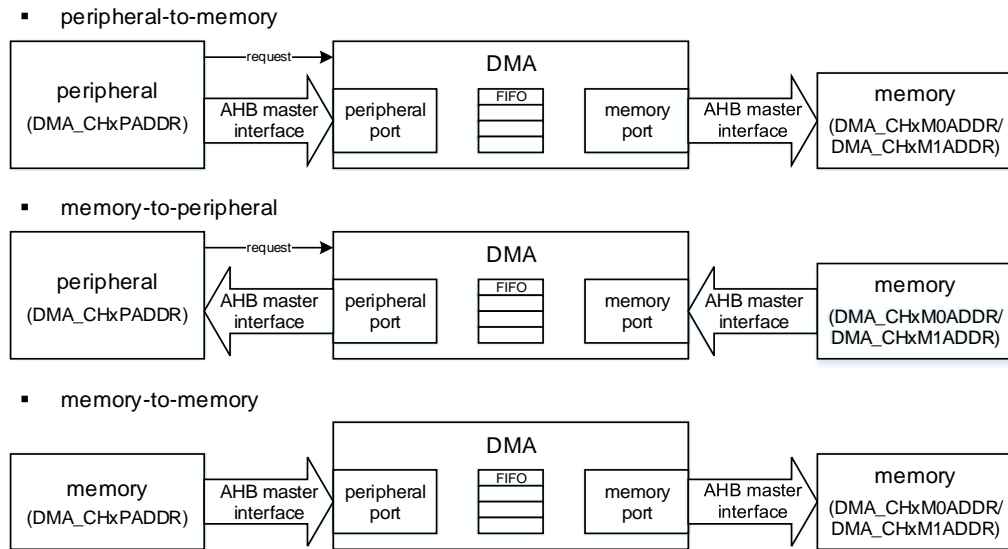 ▪ peripheral-to-memory
request
DMA
peripheral
(DMA_CHxPADDR)
AHB master
interface
peripheral
port
FIFO
memory
port
AHB master
interface
memory
(DMA_CHxM0ADDR/
DMA_CHxM1ADDR)
▪ memory-to-peripheral
request
DMA
peripheral
(DMA_CHxPADDR)
AHB master
interface
peripheral
port
FIFO
memory
port
AHB master
interface
memory
(DMA_CHxM0ADDR/
DMA_CHxM1ADDR)
▪ memory-to-memory
DMA
memory
(DMA_CHxPADDR)
AHB master
interface
peripheral
port
FIFO
memory
port
AHB master
interface
memory
(DMA_CHxM0ADDR/
DMA_CHxM1ADDR)